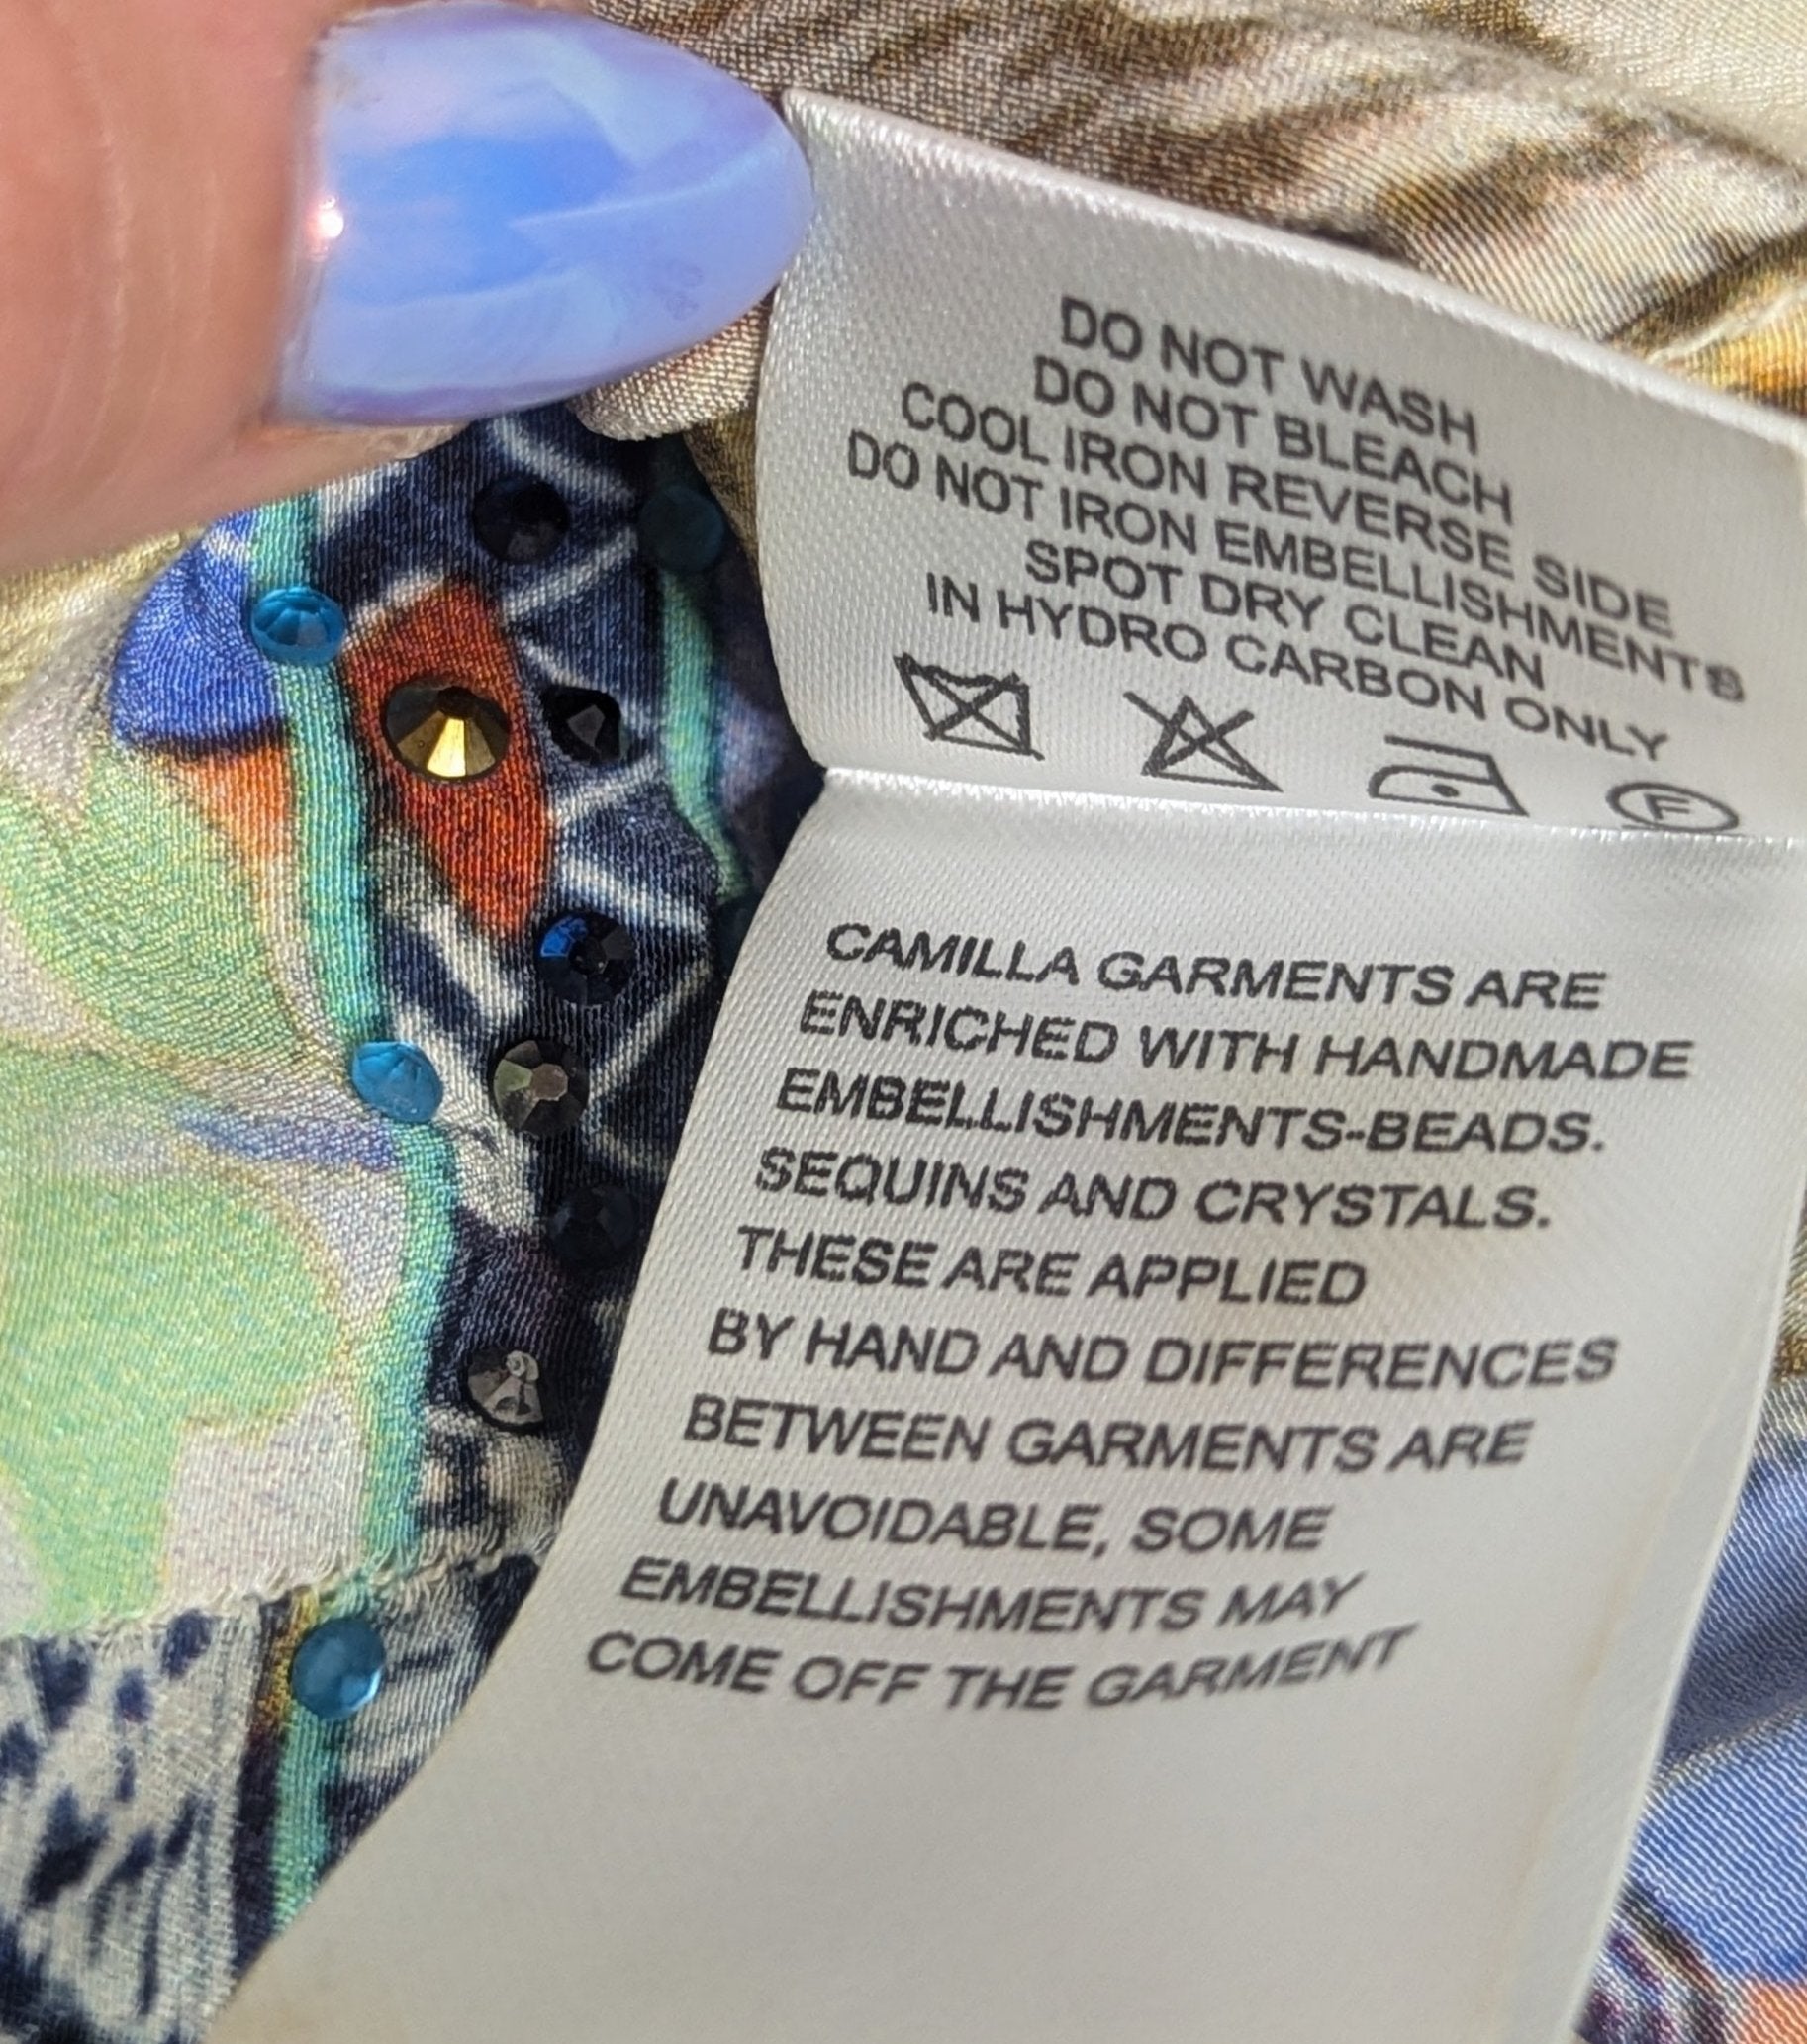 DO NOT WASH
DO NOT BLEACH
COOL IRON REVERSE SIDE
DO NOT IRON EMBELLISHMENTS
SPOT DRY CLEAN
IN HYDRO CARBON ONLY
F
CAMILLA GARMENTS ARE
ENRICHED WITH HANDMADE
EMBELLISHMENTS-BEADS.
SEQUINS AND CRYSTALS.
THESE ARE APPLIED
BY HAND AND DIFFERENCES
BETWEEN GARMENTS ARE
UNAVOIDABLE, SOME
EMBELLISHMENTS MAY
COME OFF THE GARMENT